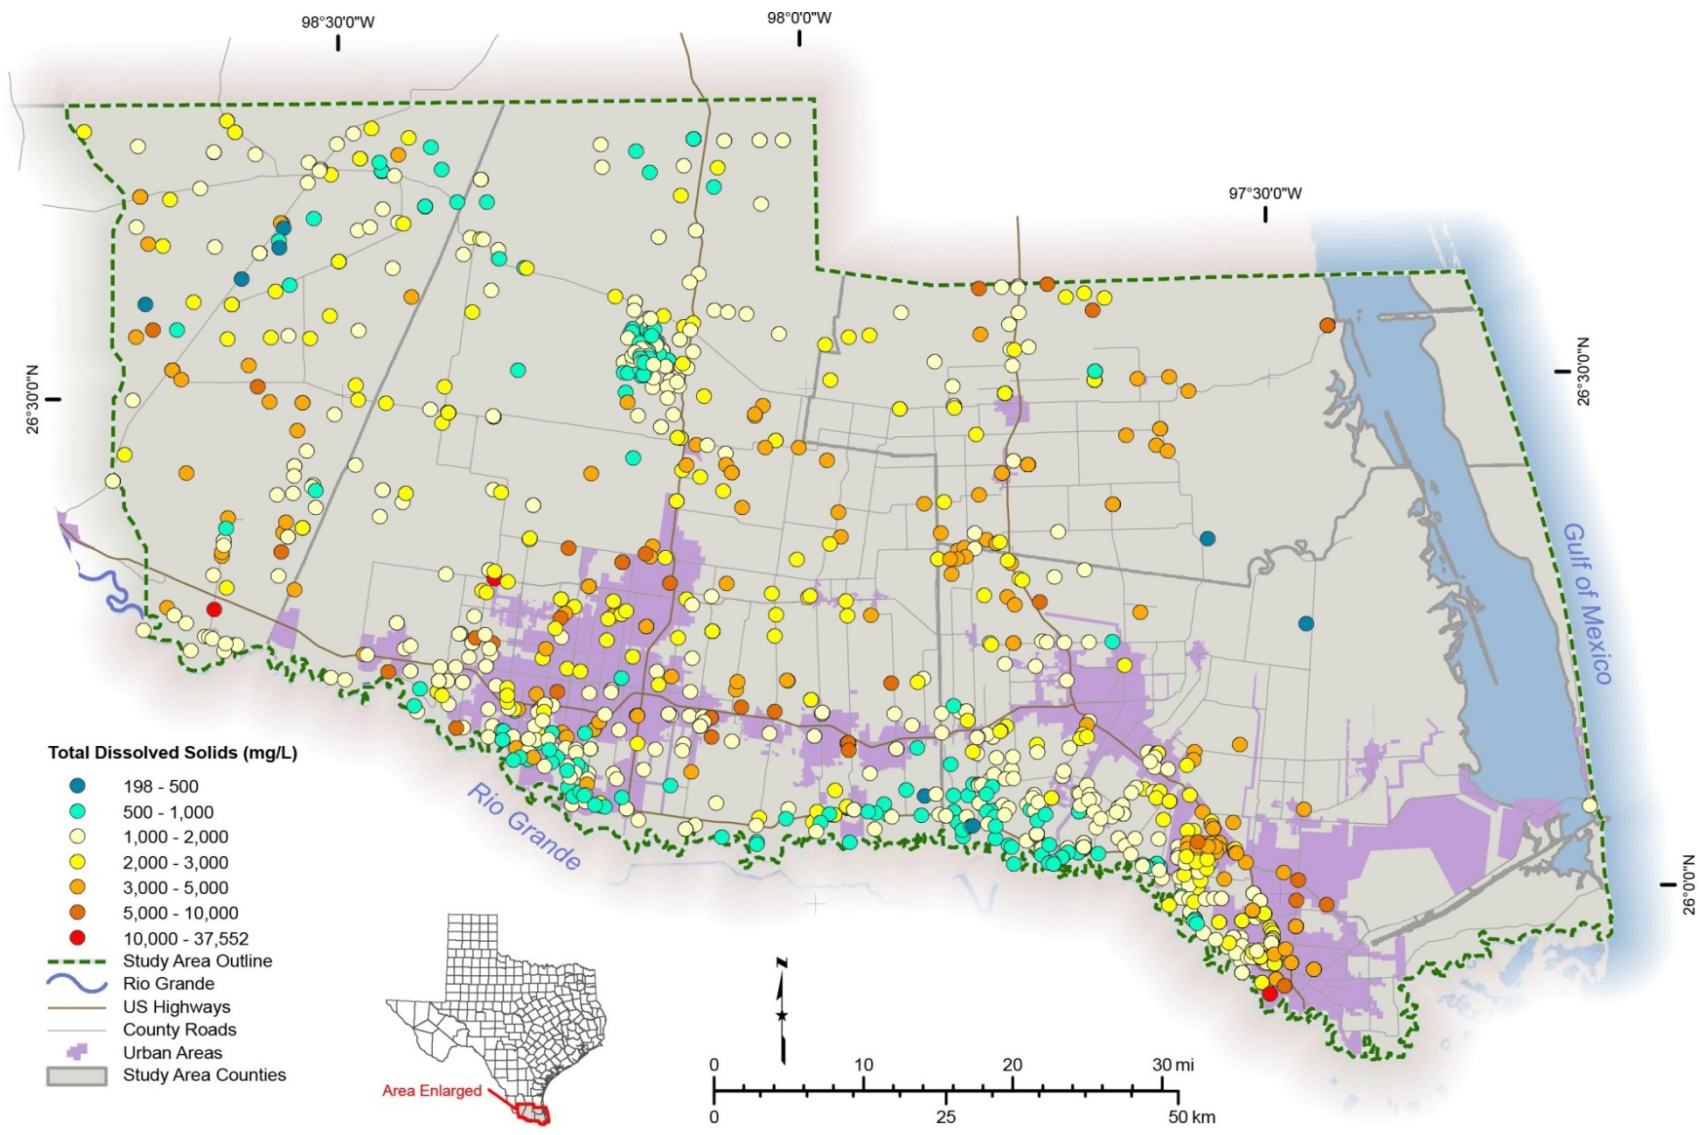 98°30'0"W
98°0'0"W
97°30'0"W
26°30'0"N
26°30'0"N
Gulf of Mexico
Rio Grande
26°0'0"N
Total Dissolved Solids (mg/L)
198 - 500
500 - 1,000
1,000 - 2,000
2,000 - 3,000
3,000 - 5,000
5,000 - 10,000
10,000 - 37,552
Study Area Outline
Rio Grande
US Highways
County Roads
Urban Areas
Study Area Counties
Area Enlarged
z
0 10 20 30 mi
0 25 50 km